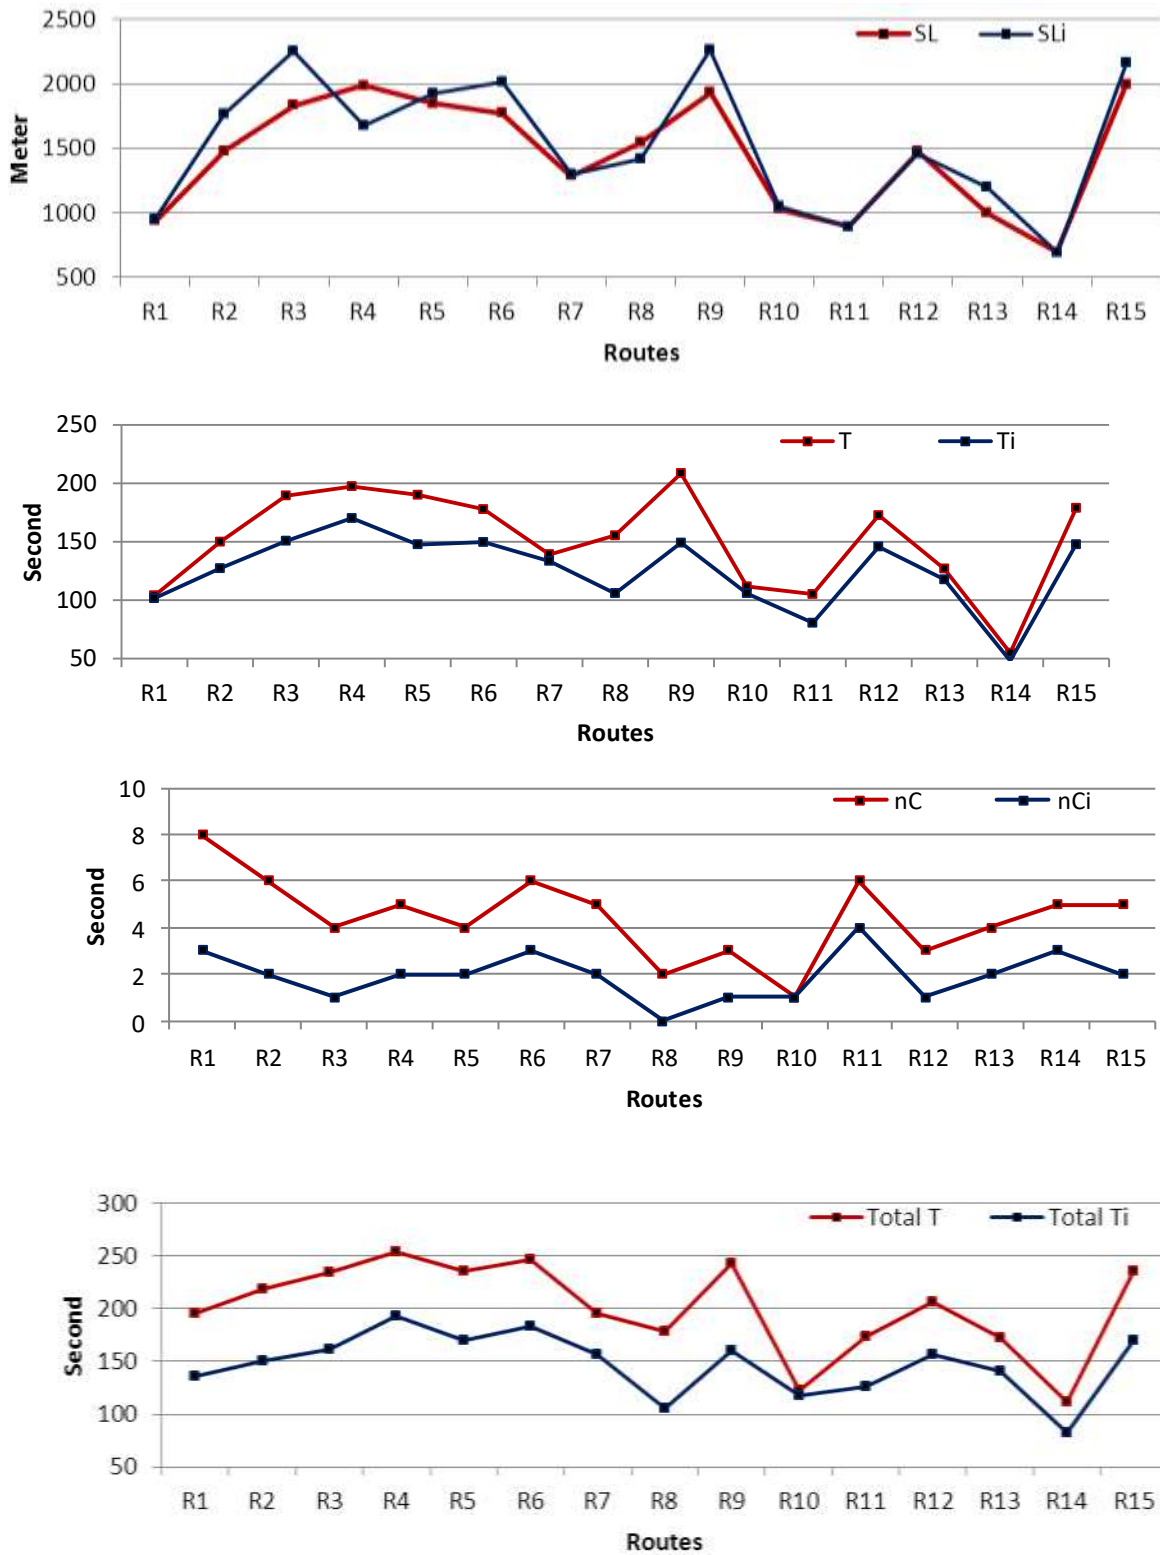 2500
SL SLi
2000
1500
1000
500
Meter
R1 R2 R3 R4 R5 R6 R7 R8 R9 R10 R11 R12 R13 R14 R15
Routes
250
T Ti
200
150
100
50
Second
R1 R2 R3 R4 R5 R6 R7 R8 R9 R10 R11 R12 R13 R14 R15
Routes
10
nC nCi
8
6
4
2
0
Second
R1 R2 R3 R4 R5 R6 R7 R8 R9 R10 R11 R12 R13 R14 R15
Routes
300
Total T Total Ti
250
200
150
100
50
Second
R1 R2 R3 R4 R5 R6 R7 R8 R9 R10 R11 R12 R13 R14 R15
Routes